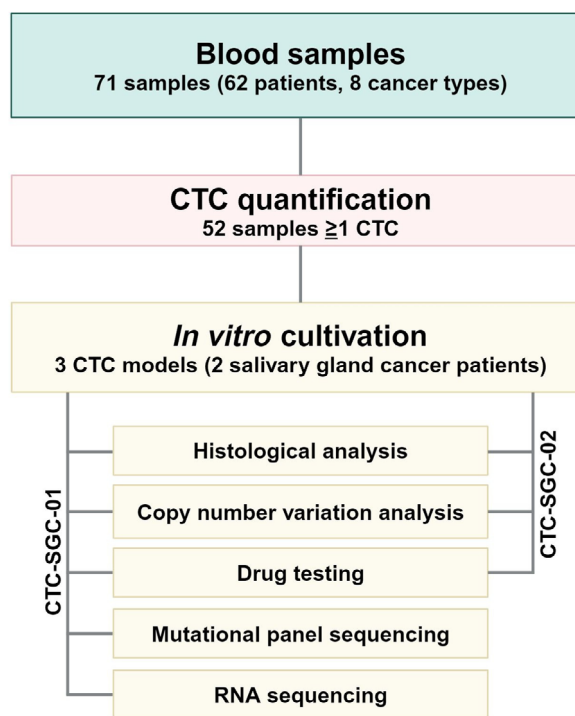 Blood samples
71 samples (62 patients, 8 cancer types)
CTC quantification
52 samples ≧1 CTC
In vitro cultivation
3 CTC models (2 salivary gland cancer patients)
CTC-SGC-01
CTC-SGC-02
Histological analysis
Copy number variation analysis
Drug testing
Mutational panel sequencing
RNA sequencing